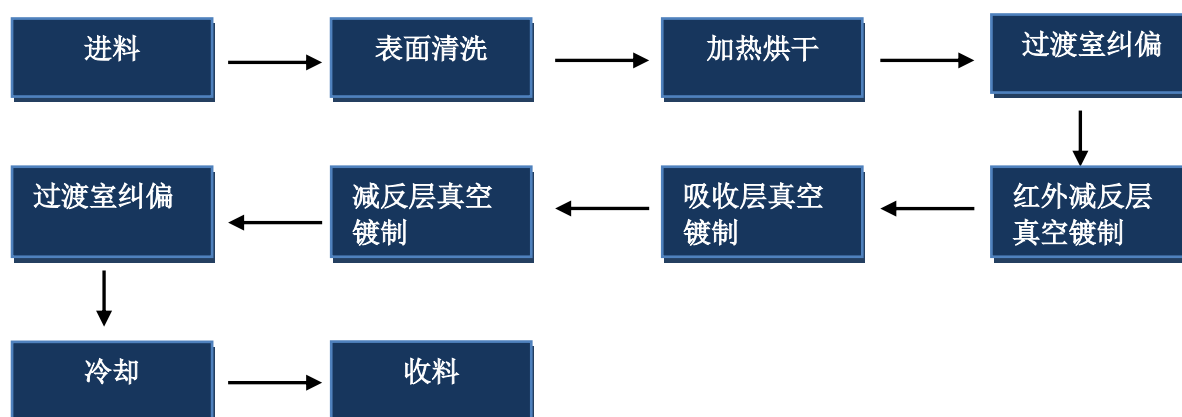 进料
表面清洗
加热烘干
过渡室纠偏
红外减反层
真空镀制
吸收层真空
镀制
减反层真空
镀制
过渡室纠偏
冷却
收料